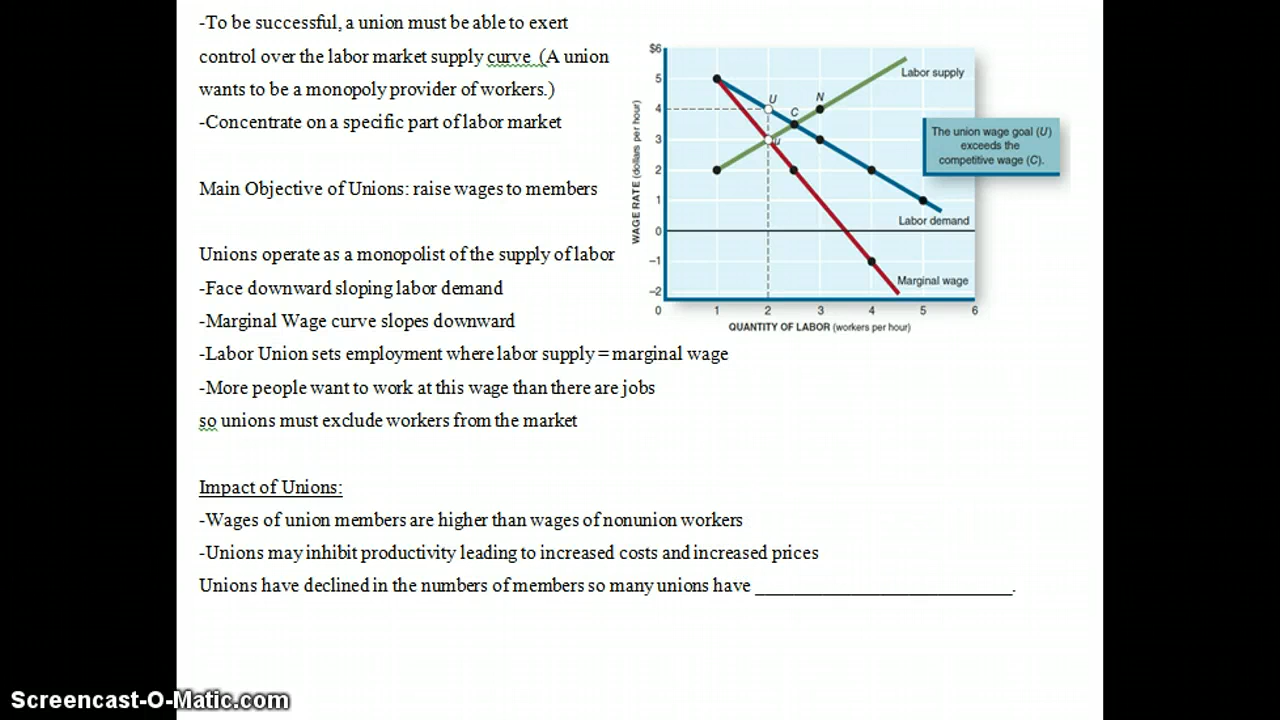 -To be successful, a union must be able to exert
control over the labor market supply curve (A union
wants to be a monopoly provider of workers.)
-Concentrate on a specific part of labor market
Main Objective of Unions: raise wages to members
Unions operate as a monopolist of the supply of labor
-Face downward sloping labor demand
-Marginal Wage curve slopes downward
-Labor Union sets employment where labor supply = marginal wage
-More people want to work at this wage than there are jobs
so unions must exclude workers from the market
Impact of Unions:
-Wages of union members are higher than wages of nonunion workers
-Unions may inhibit productivity leading to increased costs and increased prices
Unions have declined in the numbers of members so many unions have __________________________.
WAGE RATE (dollars per hour)
$6
5
4
3
2
1
0
-1
-2
U
C
N
u
Labor supply
Labor demand
Marginal wage
The union wage goal (U)
exceeds the
competitive wage (C).
0 1 2 3 4 5 6
QUANTITY OF LABOR (workers per hour)
Screencast-O-Matic.com